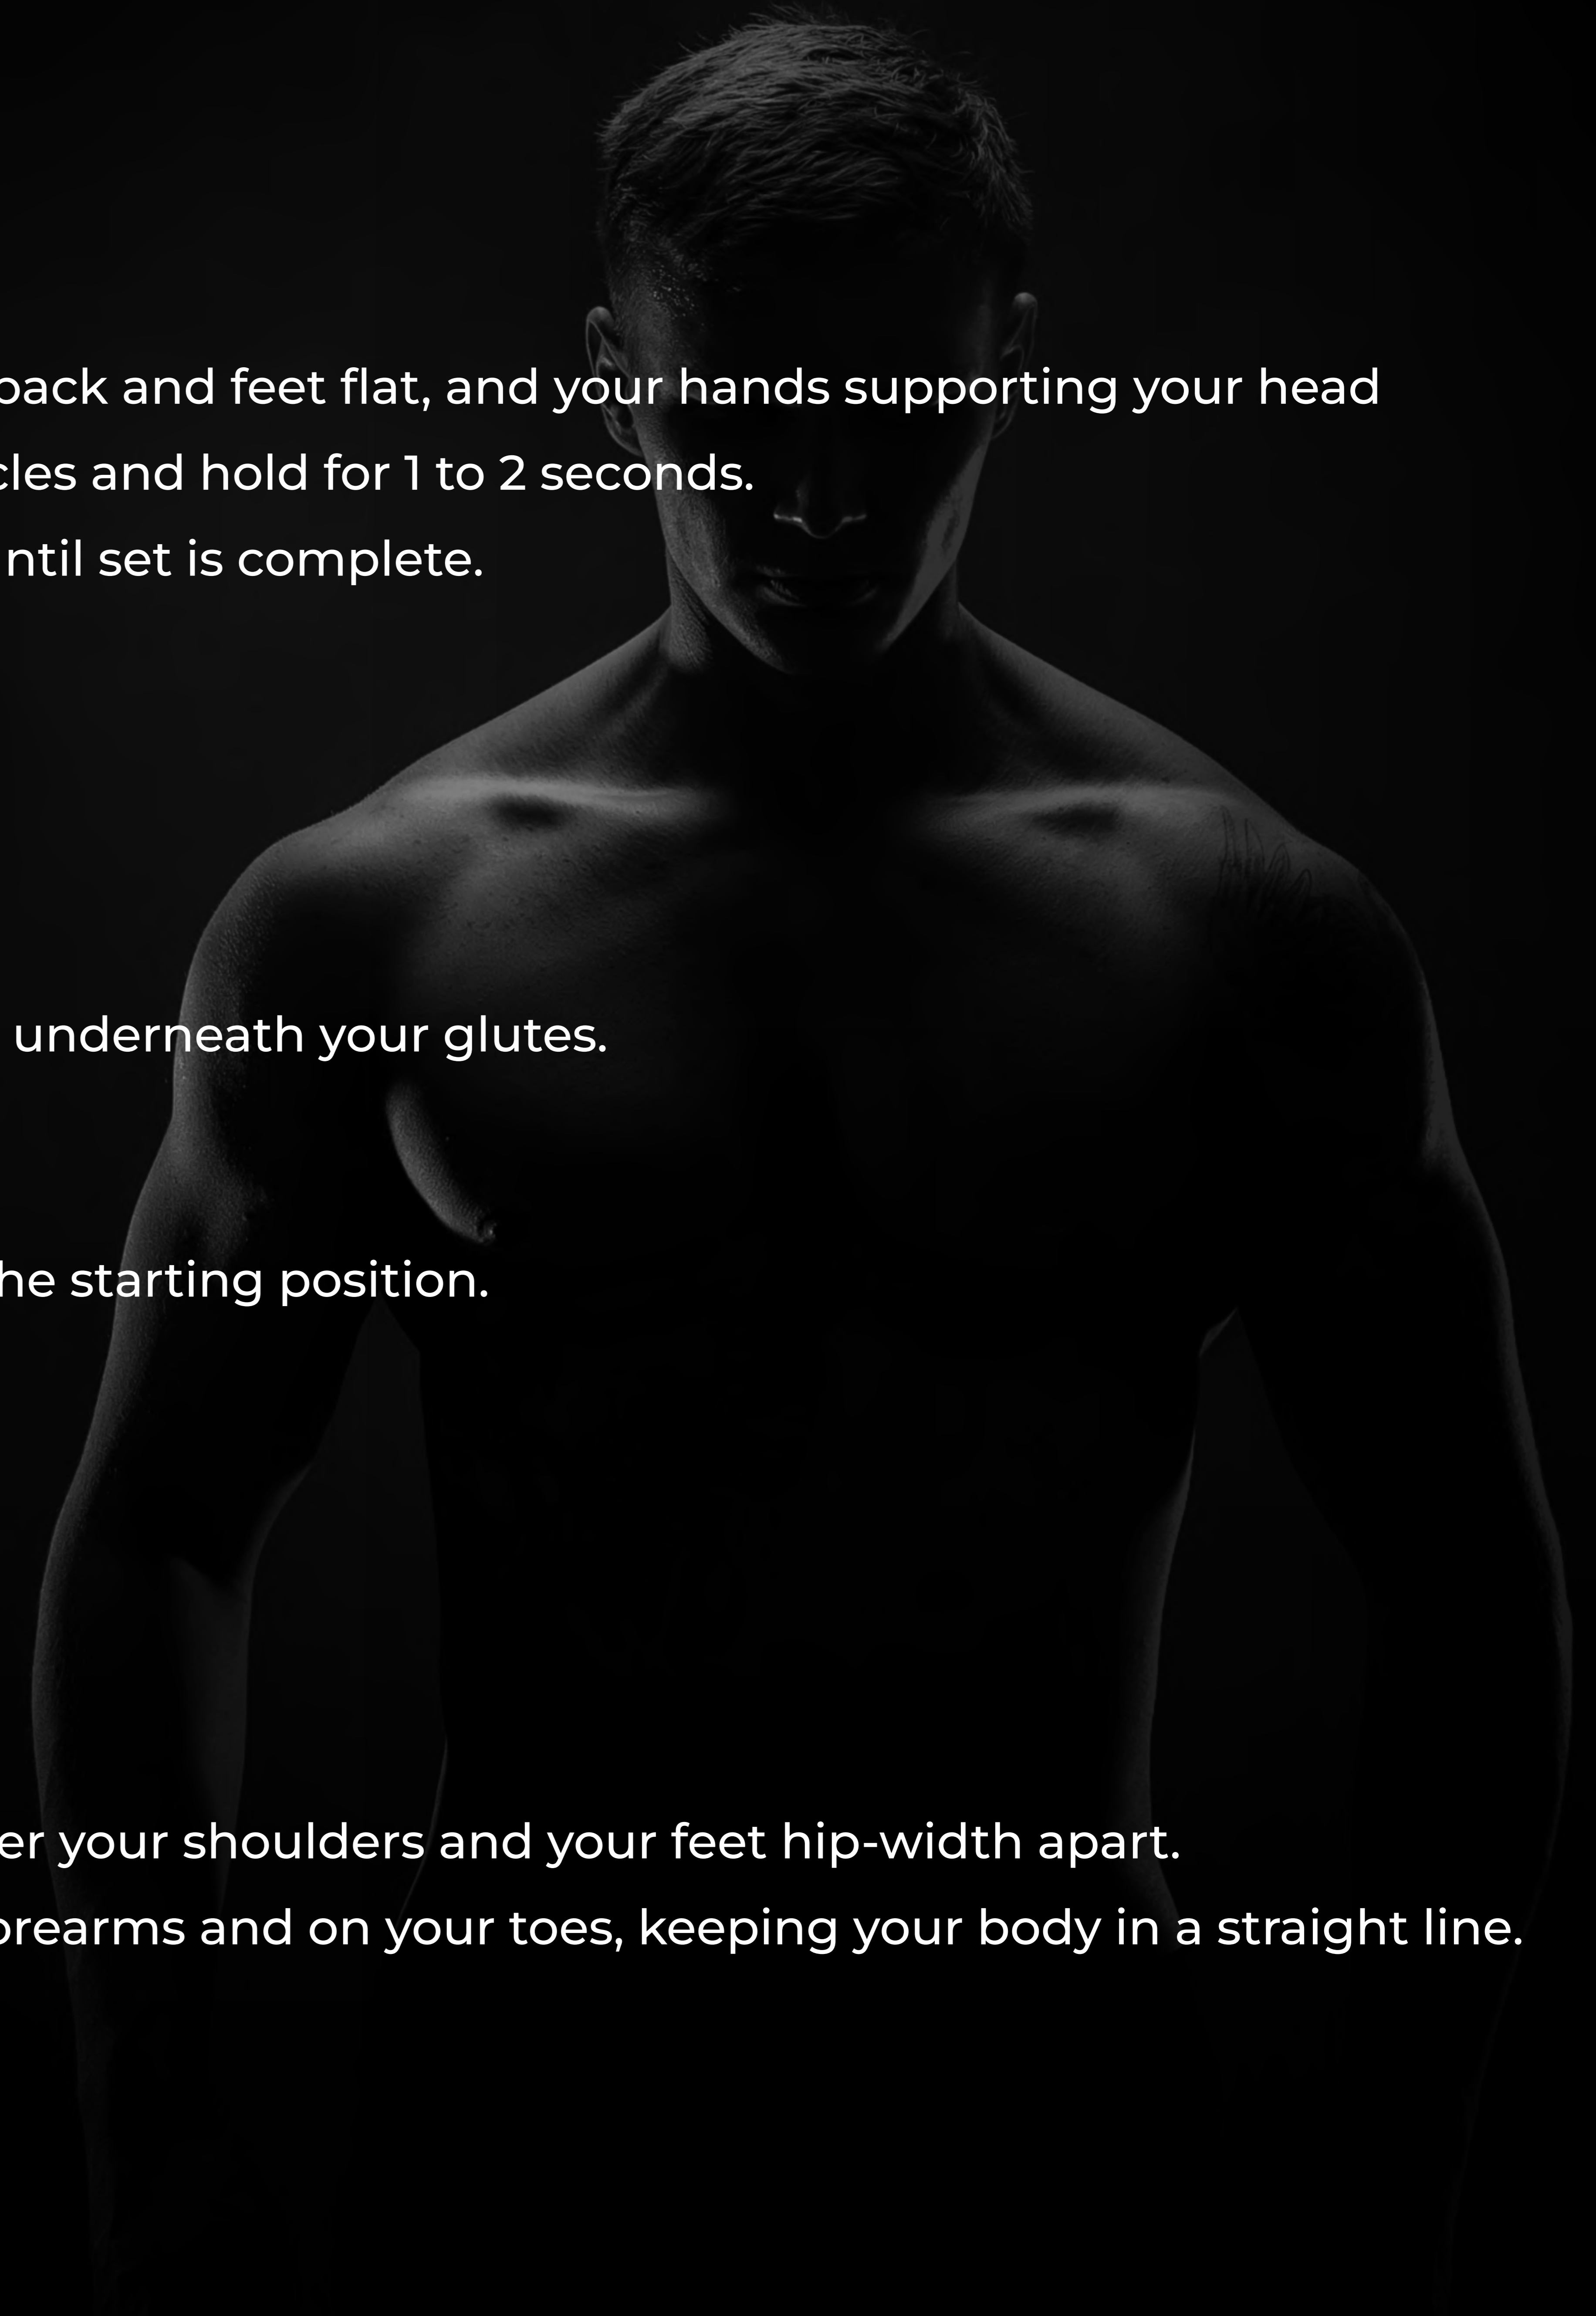 back and feet flat, and your hands supporting your head
cles and hold for 1 to 2 seconds.
ntil set is complete.
underneath your glutes.
he starting position.
er your shoulders and your feet hip-width apart.
orearms and on your toes, keeping your body in a straight line.